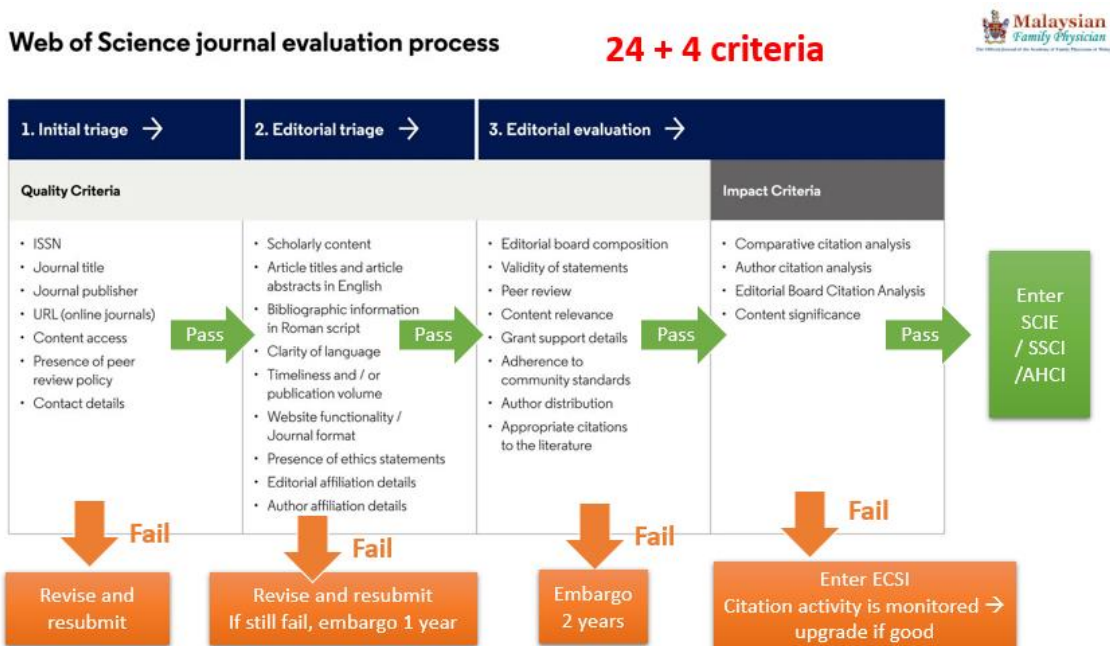 Web of Science journal evaluation process
24 + 4 criteria
Malaysian
Family Physician
1. Initial triage →
2. Editorial triage →
3. Editorial evaluation →
Quality Criteria
Impact Criteria
• ISSN
• Journal title
• Journal publisher
• URL (online journals)
• Content access
• Presence of peer
review policy
• Contact details
Pass
• Scholarly content
• Article titles and article
abstracts in English
• Bibliographic information
in Roman script
• Clarity of language
• Timeliness and / or
publication volume
• Website functionality /
Journal format
• Presence of ethics statements
• Editorial affiliation details
• Author affiliation details
Pass
• Editorial board composition
• Validity of statements
• Peer review
• Content relevance
• Grant support details
• Adherence to
community standards
• Author distribution
• Appropriate citations
to the literature
Pass
• Comparative citation analysis
• Author citation analysis
• Editorial Board Citation Analysis
• Content significance
Pass
Enter
SCIE
/ SSCI
/AHCI
Fail
Revise and
resubmit
Fail
Revise and resubmit
If still fail, embargo 1 year
Fail
Embargo
2 years
Fail
Enter ECSI
Citation activity is monitored →
upgrade if good